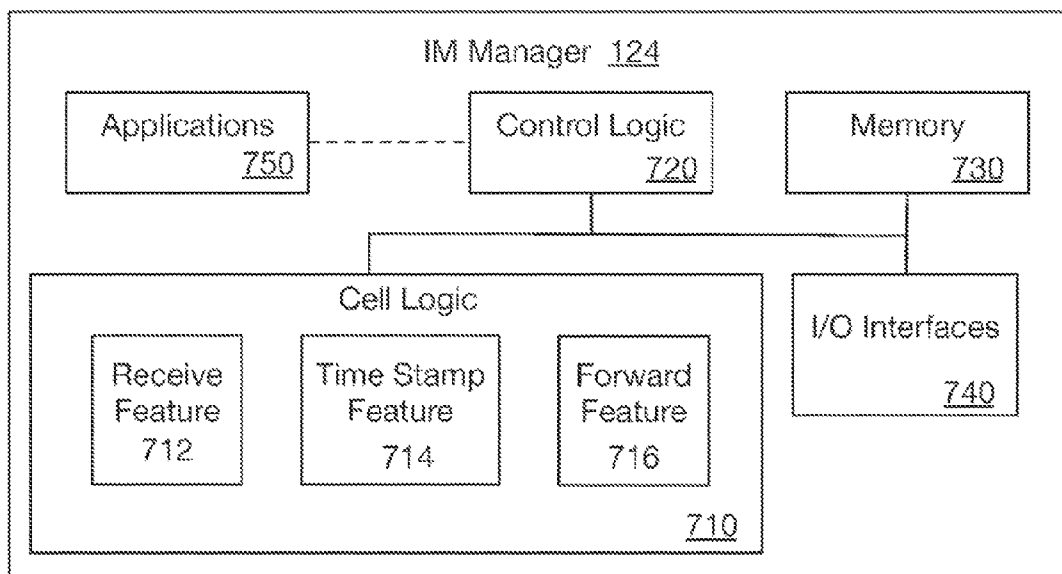 IM Manager 124
Applications
750
Control Logic
720
Memory
730
Cell Logic
Receive
Feature
712
Time Stamp
Feature
714
Forward
Feature
716
710
I/O Interfaces
740